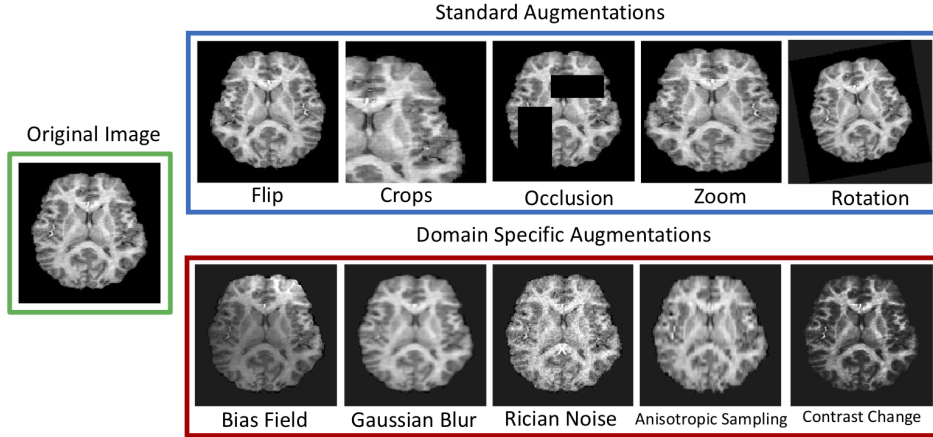 Standard Augmentations
Original Image
Flip
Crops
Occlusion
Zoom
Rotation
Domain Specific Augmentations
Bias Field
Gaussian Blur
Rician Noise
Anisotropic Sampling
Contrast Change